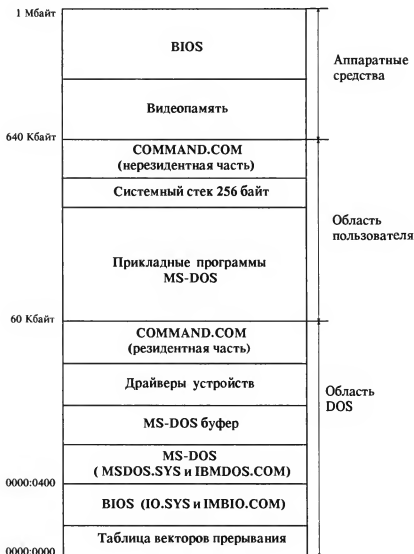 1 Мбайт
BIOS
Аппаратные
средства
Видеопамять
640 Кбайт
COMMAND.COM
(нерезидентная часть)
Системный стек 256 байт
Область
пользователя
Прикладные программы
MS-DOS
60 Кбайт
COMMAND.COM
(резидентная часть)
Драйверы устройств
Область
DOS
MS-DOS буфер
MS-DOS
( MSDOS.SYS и IBMDOS.COM)
0000:0400
BIOS (IO.SYS и IMBIO.COM)
Таблица векторов прерывания
0000:0000